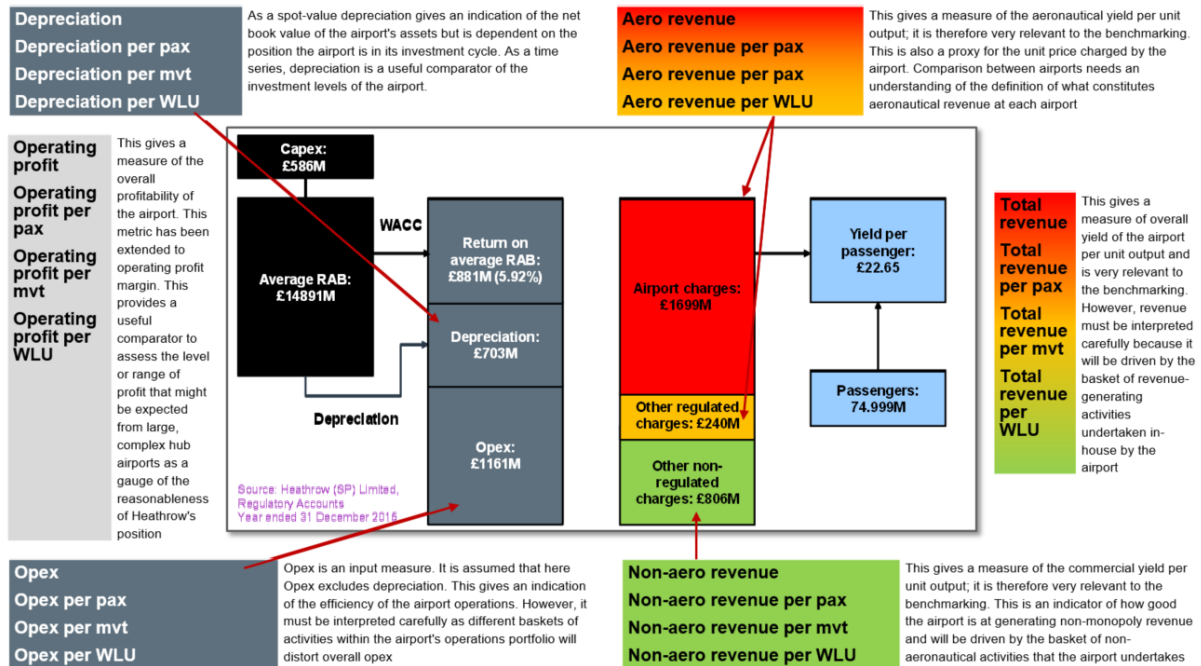 Depreciation
Depreciation per pax
Depreciation per mvt
Depreciation per WLU
As a spot-value depreciation gives an indication of the net
book value of the airport's assets but is dependent on the
position the airport is in its investment cycle. As a time
series, depreciation is a useful comparator of the
investment levels of the airport.
Aero revenue
Aero revenue per pax
Aero revenue per pax
Aero revenue per WLU
This gives a measure of the aeronautical yield per unit
output; it is therefore very relevant to the benchmarking.
This is also a proxy for the unit price charged by the
airport. Comparison between airports needs an
understanding of the definition of what constitutes
aeronautical revenue at each airport
Operating
profit
Operating
profit per
pax
Operating
profit per
mvt
Operating
profit per
WLU
This gives a
measure of the
overall
profitability of
the airport. This
metric has been
extended to
operating profit
margin. This
provides a
useful
comparator to
assess the level
or range of
profit that might
be expected
from large,
complex hub
airports as a
gauge of the
reasonableness
of Heathrow's
position
Capex:
£586M
Average RAB:
£14891M
WACC
Depreciation
Return on
average RAB:
£881M (5.92%)
Depreciation:
£703M
Opex:
£1161M
Source: Heathrow (SP) Limited,
Regulatory Accounts
Year ended 31 December 2015
Airport charges:
£1699M
Other regulated
charges: £240M
Other non-
regulated
charges: £806M
Yield per
passenger:
£22.65
Passengers:
74.999M
Total
revenue
Total
revenue
per pax
Total
revenue
per mvt
Total
revenue
per
WLU
This gives a
measure of overall
yield of the airport
per unit output and
is very relevant to
the benchmarking.
However, revenue
must be interpreted
carefully because it
will be driven by the
basket of revenue-
generating
activities
undertaken in-
house by the
airport
Opex
Opex per pax
Opex per mvt
Opex per WLU
Opex is an input measure. It is assumed that here
Opex excludes depreciation. This gives an indication
of the efficiency of the airport operations. However, it
must be interpreted carefully as different baskets of
activities within the airport's operations portfolio will
distort overall opex
Non-aero revenue
Non-aero revenue per pax
Non-aero revenue per mvt
Non-aero revenue per WLU
This gives a measure of the commercial yield per
unit output; it is therefore very relevant to the
benchmarking. This is an indicator of how good
the airport is at generating non-monopoly revenue
and will be driven by the basket of non-
aeronautical activities that the airport undertakes